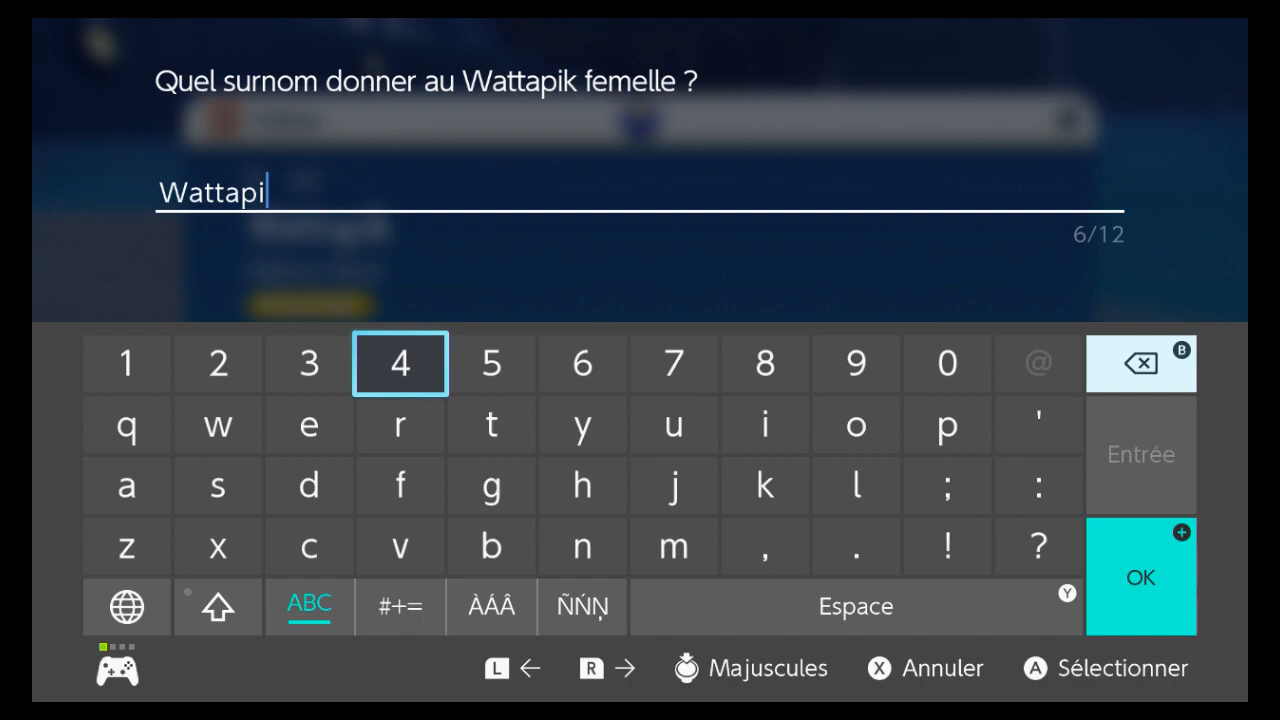 Quel surnom donner au Wattapik femelle ?
Wattapi
6/12
1 2 3 4 5 6 7 8 9 0 @ B
q w e r t y u i o p '
Entrée
a s d f g h j k l ; :
z x c v b n m , . ! ? +
OK
ABC #+= ÀÁÂ ÑŃŅ Espace Y
L ← R → Majuscules X Annuler A Sélectionner